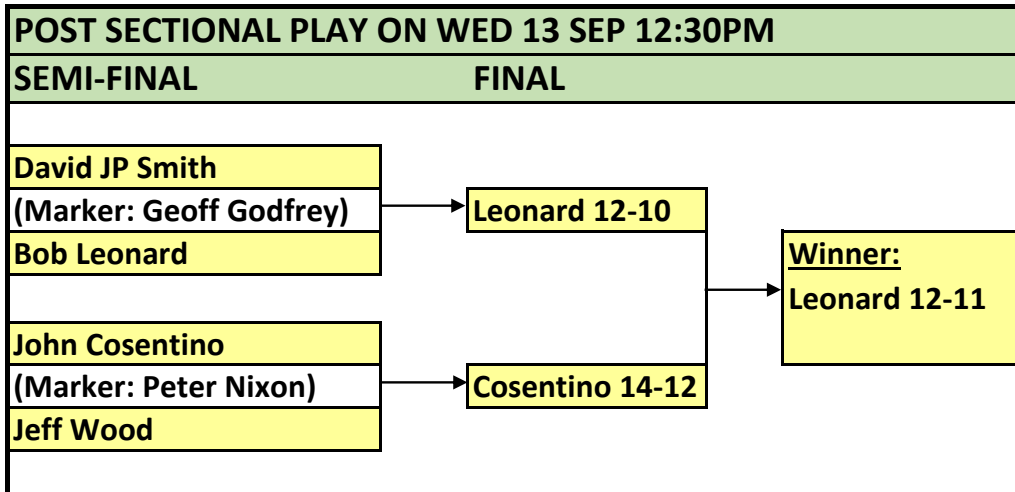 POST SECTIONAL PLAY ON WED 13 SEP 12:30PM
SEMI-FINAL FINAL
David JP Smith
(Marker: Geoff Godfrey)
Leonard 12-10
Bob Leonard
Winner:
Leonard 12-11
John Cosentino
(Marker: Peter Nixon)
Cosentino 14-12
Jeff Wood